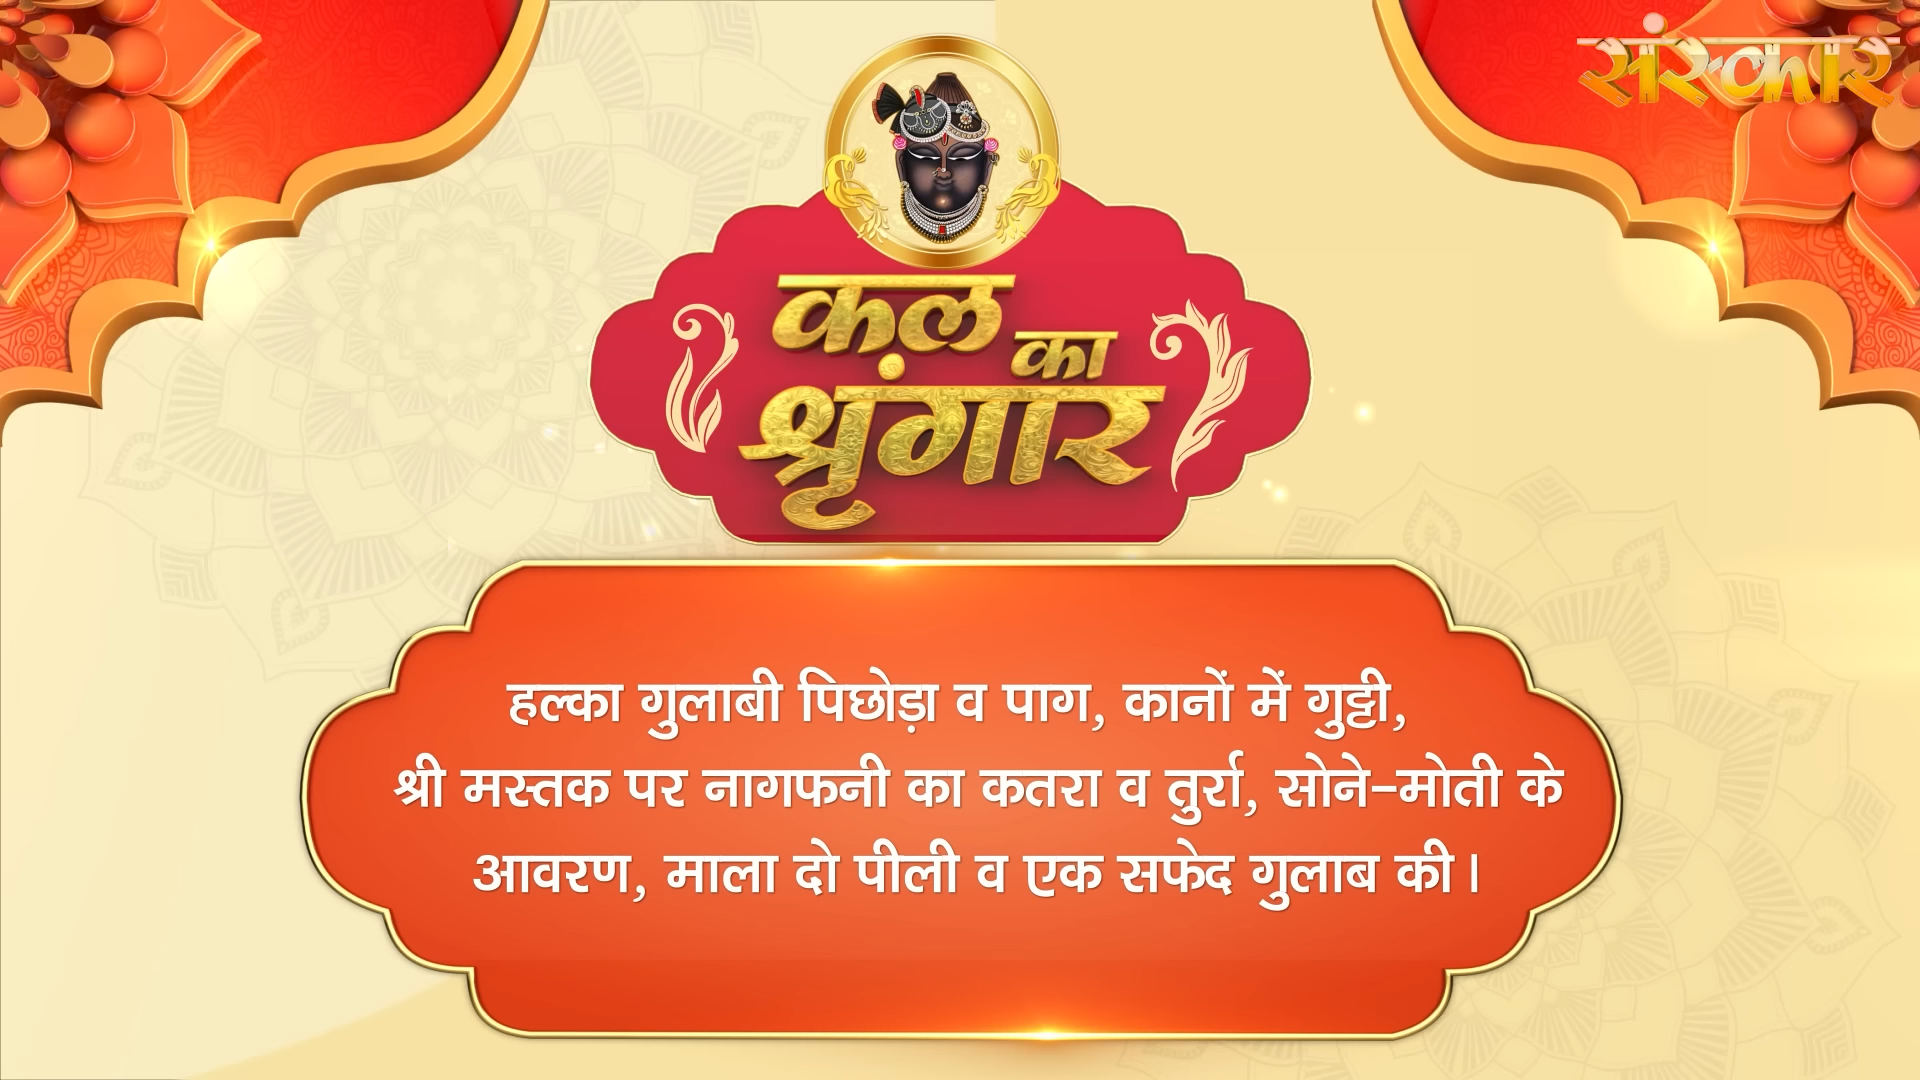 संस्कार
कल का
श्रृंगार
हल्का गुलाबी पिछोड़ा व पाग, कानों में गुट्टी,
श्री मस्तक पर नागफनी का कतरा व तुर्रा, सोने-मोती के
आवरण, माला दो पीली व एक सफेद गुलाब की।